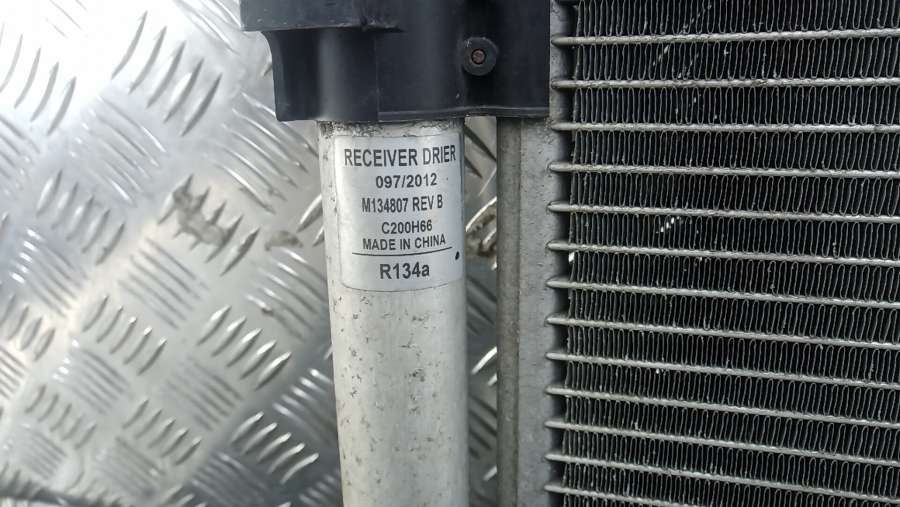 RECEIVER DRIER
097/2012
M134807 REV B
C200H66
MADE IN CHINA
R134a